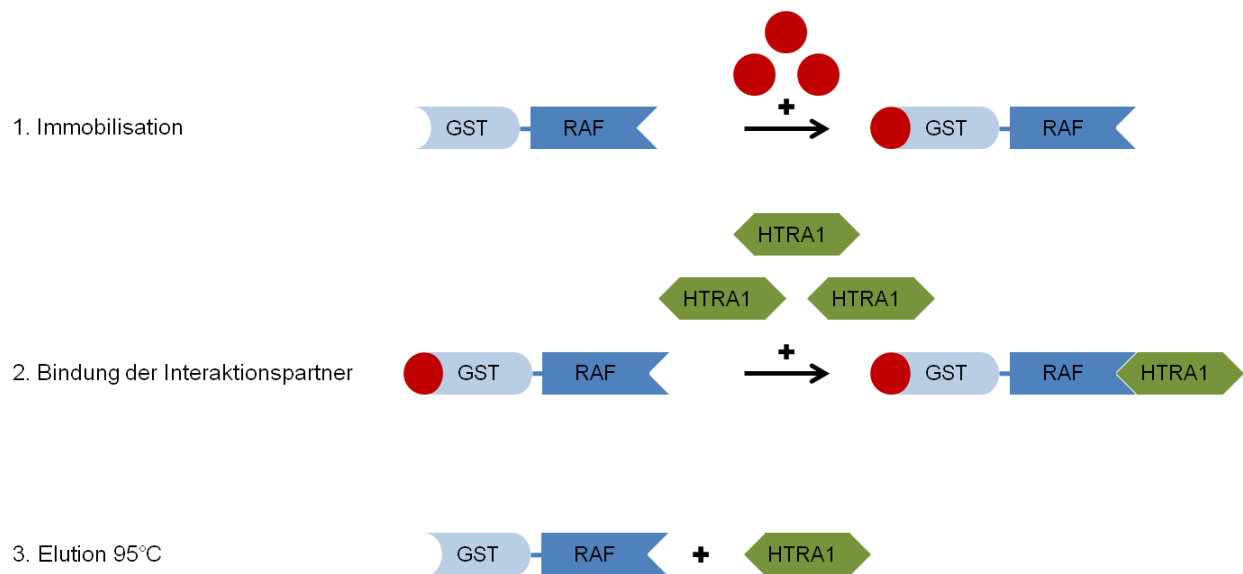 1. Immobilisation
GST RAF + GST RAF
HTRA1
HTRA1 HTRA1
2. Bindung der Interaktionspartner
GST RAF + GST RAF HTRA1
3. Elution 95°C
GST RAF + HTRA1